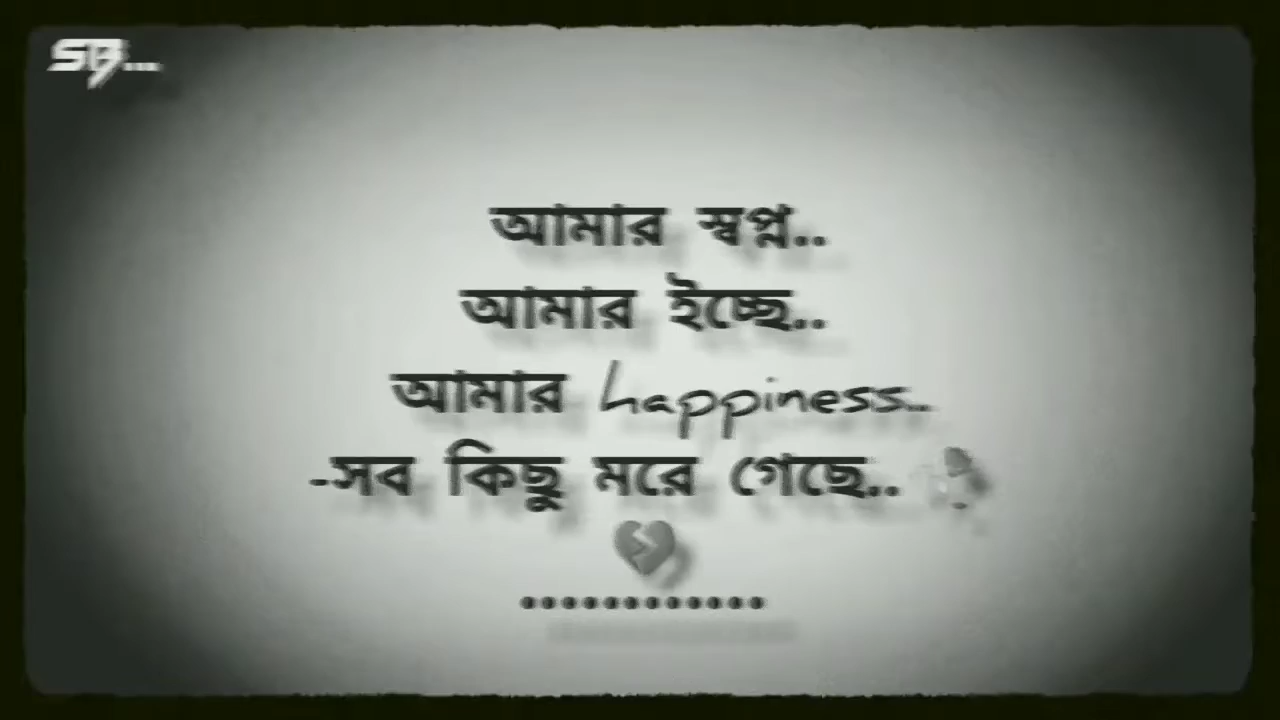 SB...
আমার স্বপ্ন..
আমার ইচ্ছে..
আমার happiness..
-সব কিছু মরে গেছে..
............